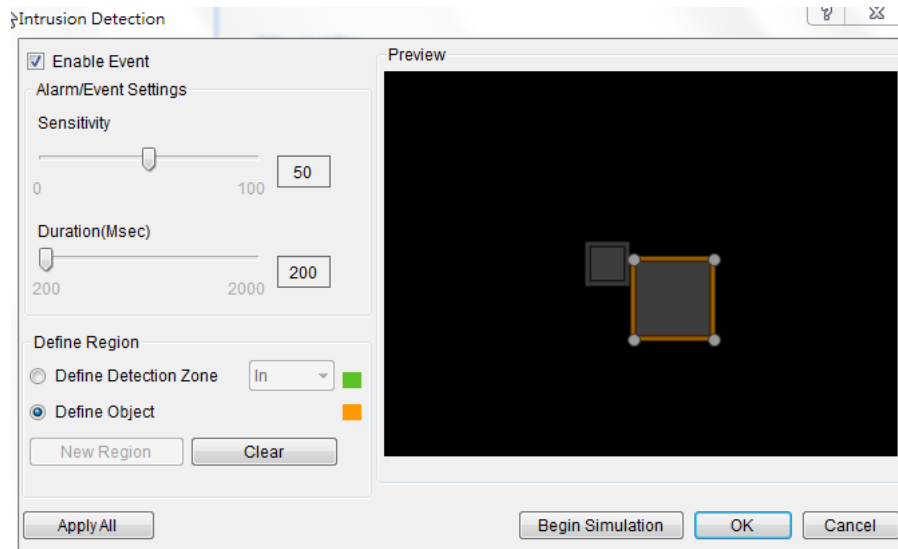 Intrusion Detection
Enable Event
Preview
Alarm/Event Settings
Sensitivity
50
0 100
Duration(Msec)
200
200 2000
Define Region
Define Detection Zone In
Define Object
New Region Clear
Apply All Begin Simulation OK Cancel